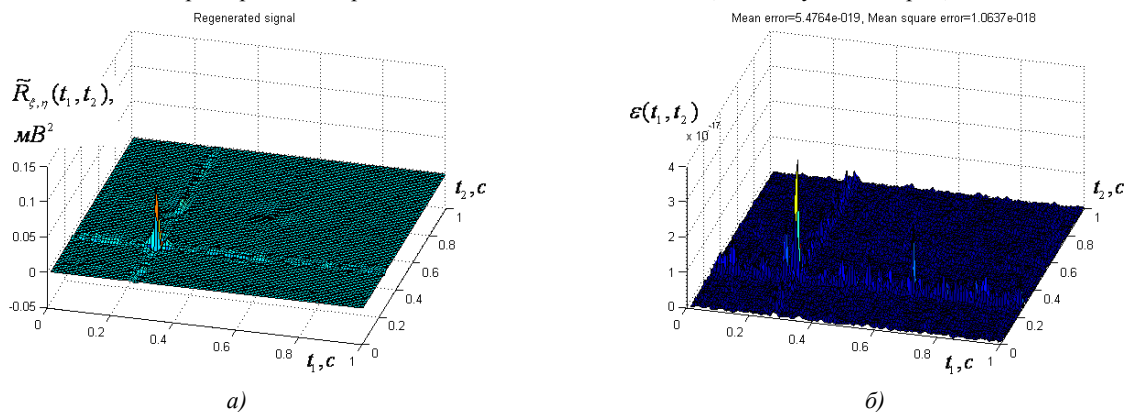 Regenerated signal
R̃ξ,η(t₁,t₂),
мВ²
0.15
0.1
0.05
0
-0.05
0
0.2
0.4
0.6
0.8
1
t₁,c
0
0.2
0.4
0.6
0.8
1
t₂,c
а)
Mean error=5.4764e-019, Mean square error=1.0637e-018
ε(t₁,t₂)
x 10⁻¹⁷
4
3
2
1
0
0
0.2
0.4
0.6
0.8
1
t₁,c
0
0.2
0.4
0.6
0.8
1
t₂,c
б)